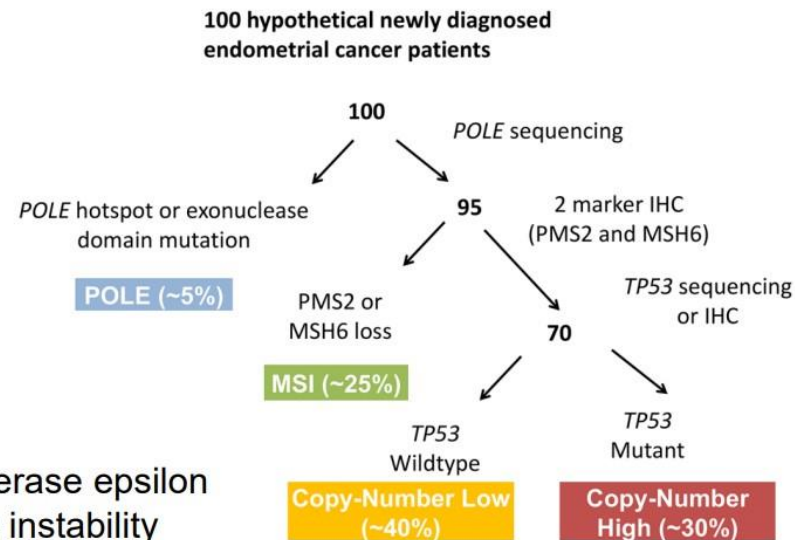 100 hypothetical newly diagnosed
endometrial cancer patients
100
POLE sequencing
POLE hotspot or exonuclease
domain mutation
95
2 marker IHC
(PMS2 and MSH6)
POLE (~5%)
PMS2 or
MSH6 loss
TP53 sequencing
or IHC
70
MSI (~25%)
TP53
Wildtype
TP53
Mutant
erase epsilon
instability
Copy-Number Low
(~40%)
Copy-Number
High (~30%)